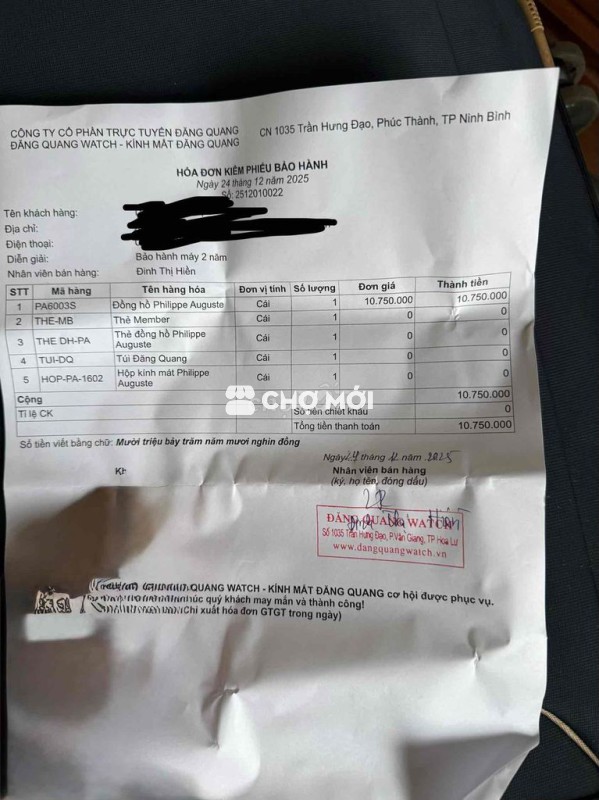 CÔNG TY CỔ PHẦN TRỰC TUYẾN ĐĂNG QUANG
ĐĂNG QUANG WATCH - KÍNH MẮT ĐĂNG QUANG
CN 1035 Trần Hưng Đạo, Phúc Thành, TP Ninh Bình
HÓA ĐƠN KIÊM PHIẾU BẢO HÀNH
Ngày 24 tháng 12 năm 2025
Số: 2512010022
Tên khách hàng:
Địa chỉ:
Điện thoại:
Diễn giải: Bảo hành máy 2 năm
Nhân viên bán hàng: Đinh Thị Hiền
STT Mã hàng Tên hàng hóa Đơn vị tính Số lượng Đơn giá Thành tiền
1 PA6003S Đồng hồ Philippe Auguste Cái 1 10.750.000 10.750.000
2 THE-MB Thẻ Member Cái 1 0 0
3 THE DH-PA Thẻ đồng hồ Philippe Auguste Cái 1 0 0
4 TUI-DQ Túi Đăng Quang Cái 1 0 0
5 HOP-PA-1602 Hộp kính mát Philippe Auguste Cái 1 0 0
Cộng 10.750.000
Tỉ lệ CK Số tiền chiết khấu 0
Tổng tiền thanh toán 10.750.000
CHỢ MỚI
Số tiền viết bằng chữ: Mười triệu bảy trăm năm mươi nghìn đồng
Ngày 24 tháng 12 năm 2025
Kh
Nhân viên bán hàng
(ký, họ tên, đóng dấu)
ĐĂNG QUANG WATCH
Số 1035 Trần Hưng Đạo, P.Vân Giang, TP Hoa Lư
www.dangquangwatch.vn
QUANG WATCH - KÍNH MẮT ĐĂNG QUANG cơ hội được phục vụ.
húc quý khách may mắn và thành công!
Chỉ xuất hóa đơn GTGT trong ngày)